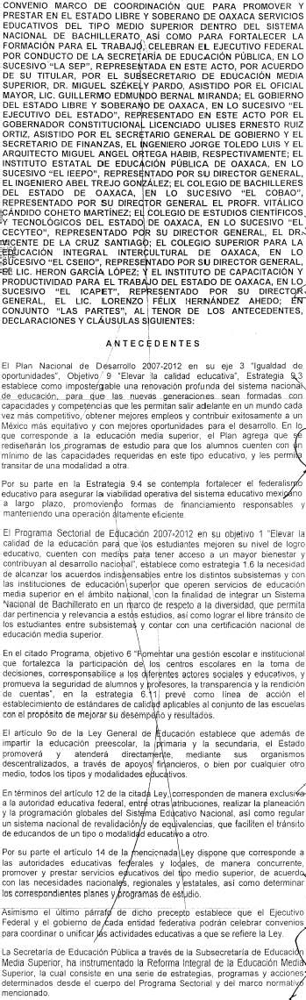 CONVENIO MARCO DE COORDINACIÓN QUE PARA PROMOVER Y
PRESTAR EN EL ESTADO LIBRE Y SOBERANO DE OAXACA SERVICIOS
EDUCATIVOS DEL TIPO MEDIO SUPERIOR DENTRO DEL SISTEMA
NACIONAL DE BACHILLERATO, ASÍ COMO PARA FORTALECER LA
FORMACIÓN PARA EL TRABAJO, CELEBRAN EL EJECUTIVO FEDERAL
POR CONDUCTO DE LA SECRETARÍA DE EDUCACIÓN PÚBLICA, EN LO
SUCESIVO "LA SEP", REPRESENTADA EN ESTE ACTO, POR ACUERDO
DE SU TITULAR, POR EL SUBSECRETARIO DE EDUCACIÓN MEDIA
SUPERIOR, DR. MIGUEL SZÉKELY PARDO, ASISTIDO POR EL OFICIAL
MAYOR, LIC. GUILLERMO EDMUNDO BERNAL MIRANDA; EL GOBIERNO
DEL ESTADO LIBRE Y SOBERANO DE OAXACA, EN LO SUCESIVO "EL
EJECUTIVO DEL ESTADO", REPRESENTADO EN ESTE ACTO POR EL
GOBERNADOR CONSTITUCIONAL LICENCIADO ULISES ERNESTO RUIZ
ORTIZ, ASISTIDO POR EL SECRETARIO GENERAL DE GOBIERNO Y EL
SECRETARIO DE FINANZAS, EL INGENIERO JORGE TOLEDO LUIS Y EL
ARQUITECTO MIGUEL ANGEL ORTEGA HABIB, RESPECTIVAMENTE; EL
INSTITUTO ESTATAL DE EDUCACIÓN PÚBLICA DE OAXACA, EN LO
SUCESIVO "EL IEEPO", REPRESENTADO POR SU DIRECTOR GENERAL,
EL INGENIERO ABEL TREJO GONZÁLEZ; EL COLEGIO DE BACHILLERES
DEL ESTADO DE OAXACA, EN LO SUCESIVO "EL COBAO",
REPRESENTADO POR SU DIRECTOR GENERAL EL PROFR. VITÁLICO
CÁNDIDO COHETO MARTÍNEZ; EL COLEGIO DE ESTUDIOS CIENTÍFICOS
Y TECNOLÓGICOS DEL ESTADO DE OAXACA, EN LO SUCESIVO "EL
CECYTEO", REPRESENTADO POR SU DIRECTOR GENERAL, EL DR.
VICENTE DE LA CRUZ SANTIAGO; EL COLEGIO SUPERIOR PARA LA
EDUCACIÓN INTEGRAL INTERCULTURAL DE OAXACA, EN LO
SUCESIVO "EL CSEIIO", REPRESENTADO POR SU DIRECTOR GENERAL,
EL LIC. HERON GARCÍA LÓPEZ; Y EL INSTITUTO DE CAPACITACIÓN Y
PRODUCTIVIDAD PARA EL TRABAJO DEL ESTADO DE OAXACA, EN LO
SUCESIVO "EL ICAPET", REPRESENTADO POR SU DIRECTOR
GENERAL, EL LIC. LORENZO FÉLIX HERNÁNDEZ AHEDO; EN
CONJUNTO "LAS PARTES", AL TENOR DE LOS ANTECEDENTES,
DECLARACIONES Y CLÁUSULAS SIGUIENTES:
ANTECEDENTES
El Plan Nacional de Desarrollo 2007-2012 en su eje 3 "Igualdad de
oportunidades", Objetivo 9 "Elevar la calidad educativa", Estrategia 9.3
establece como impostergable una renovación profunda del sistema nacional
de educación, para que las nuevas generaciones sean formadas con
capacidades y competencias que les permitan salir adelante en un mundo cada
vez más competitivo, obtener mejores empleos y contribuir exitosamente a un
México más equitativo y con mejores oportunidades para el desarrollo. En lo
que corresponde a la educación media superior, el Plan agrega que se
rediseñarán los programas de estudio para que los alumnos cuenten con un
mínimo de las capacidades requeridas en este tipo educativo, y les permita
transitar de una modalidad a otra.
Por su parte en la Estrategia 9.4 se contempla fortalecer el federalismo
educativo para asegurar la viabilidad operativa del sistema educativo mexicano
a largo plazo, promoviendo formas de financiamiento responsables y
manteniendo una operación altamente eficiente.
El Programa Sectorial de Educación 2007-2012 en su objetivo 1 "Elevar la
calidad de la educación para que los estudiantes mejoren su nivel de logro
educativo, cuenten con medios para tener acceso a un mayor bienestar y
contribuyan al desarrollo nacional", establece como estrategia 1.6 la necesidad
de alcanzar los acuerdos indispensables entre los distintos subsistemas y con
las instituciones de educación superior que operen servicios de educación
media superior en el ámbito nacional, con la finalidad de integrar un Sistema
Nacional de Bachillerato en un marco de respeto a la diversidad, que permita
dar pertinencia y relevancia a estos estudios, así como lograr el libre tránsito de
los estudiantes entre subsistemas y contar con una certificación nacional de
educación media superior.
En el citado Programa, objetivo 6 "Fomentar una gestión escolar e institucional
que fortalezca la participación de los centros escolares en la toma de
decisiones, corresponsabilice a los diferentes actores sociales y educativos, y
promueva la seguridad de alumnos y profesores, la transparencia y la rendición
de cuentas", en la estrategia 6.11 prevé como línea de acción el
establecimiento de estándares de calidad aplicables al conjunto de las escuelas
con el propósito de mejorar su desempeño y resultados.
El artículo 9o de la Ley General de Educación establece que además de
impartir la educación preescolar, la primaria y la secundaria, el Estado
promoverá y atenderá directamente, mediante sus organismos
descentralizados, a través de apoyos financieros, o bien por cualquier otro
medio, todos los tipos y modalidades educativos.
En términos del artículo 12 de la citada Ley, corresponden de manera exclusiva
a la autoridad educativa federal, entre otras atribuciones, realizar la planeación
y la programación globales del Sistema Educativo Nacional, así como regular
un sistema nacional de revalidación y de equivalencias, que faciliten el tránsito
de educandos de un tipo o modalidad educativo a otro.
Por su parte el artículo 14 de la mencionada Ley dispone que corresponde a
las autoridades educativas federales y locales, de manera concurrente,
promover y prestar servicios educativos del tipo medio superior, de acuerdo
con las necesidades nacionales, regionales y estatales, así como determinar
los correspondientes planes y programas de estudio.
Asimismo el último párrafo de dicho precepto establece que el Ejecutivo
Federal y el gobierno de cada entidad federativa podrán celebrar convenios
para coordinar o unificar las actividades educativas a que se refiere la Ley.
La Secretaría de Educación Pública a través de la Subsecretaría de Educación
Media Superior, ha instrumentado la Reforma Integral de la Educación Media
Superior, la cual consiste en una serie de estrategias, programas y acciones
determinados desde el cuerpo del Programa Sectorial y del marco normativo
mencionado.